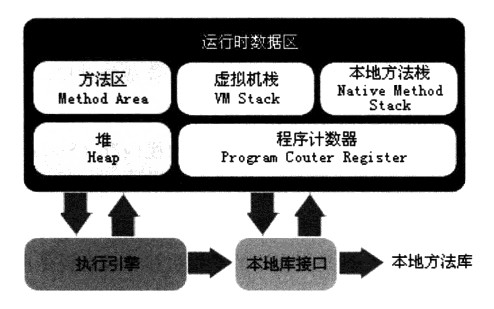 运行时数据区
方法区
Method Area
虚拟机栈
VM Stack
本地方法栈
Native Method
Stack
堆
Heap
程序计数器
Program Couter Register
执行引擎
本地库接口
本地方法库